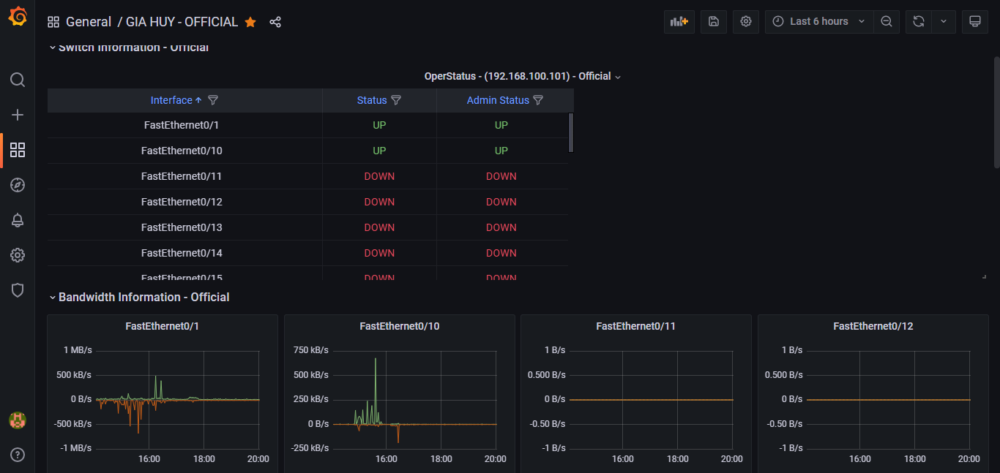 General / GIA HUY - OFFICIAL
Last 6 hours
Switch Information - Official
OperStatus - (192.168.100.101) - Official
Interface Status Admin Status
FastEthernet0/1 UP UP
FastEthernet0/10 UP UP
FastEthernet0/11 DOWN DOWN
FastEthernet0/12 DOWN DOWN
FastEthernet0/13 DOWN DOWN
FastEthernet0/14 DOWN DOWN
FastEthernet0/15 DOWN DOWN
Bandwidth Information - Official
FastEthernet0/1
1 MB/s
500 kB/s
0 B/s
-500 kB/s
-1 MB/s
16:00 18:00 20:00
FastEthernet0/10
750 kB/s
500 kB/s
250 kB/s
0 B/s
-250 kB/s
16:00 18:00 20:00
FastEthernet0/11
1 B/s
0.500 B/s
0 B/s
-0.50 B/s
-1 B/s
16:00 18:00 20:00
FastEthernet0/12
1 B/s
0.500 B/s
0 B/s
-0.50 B/s
-1 B/s
16:00 18:00 20:00